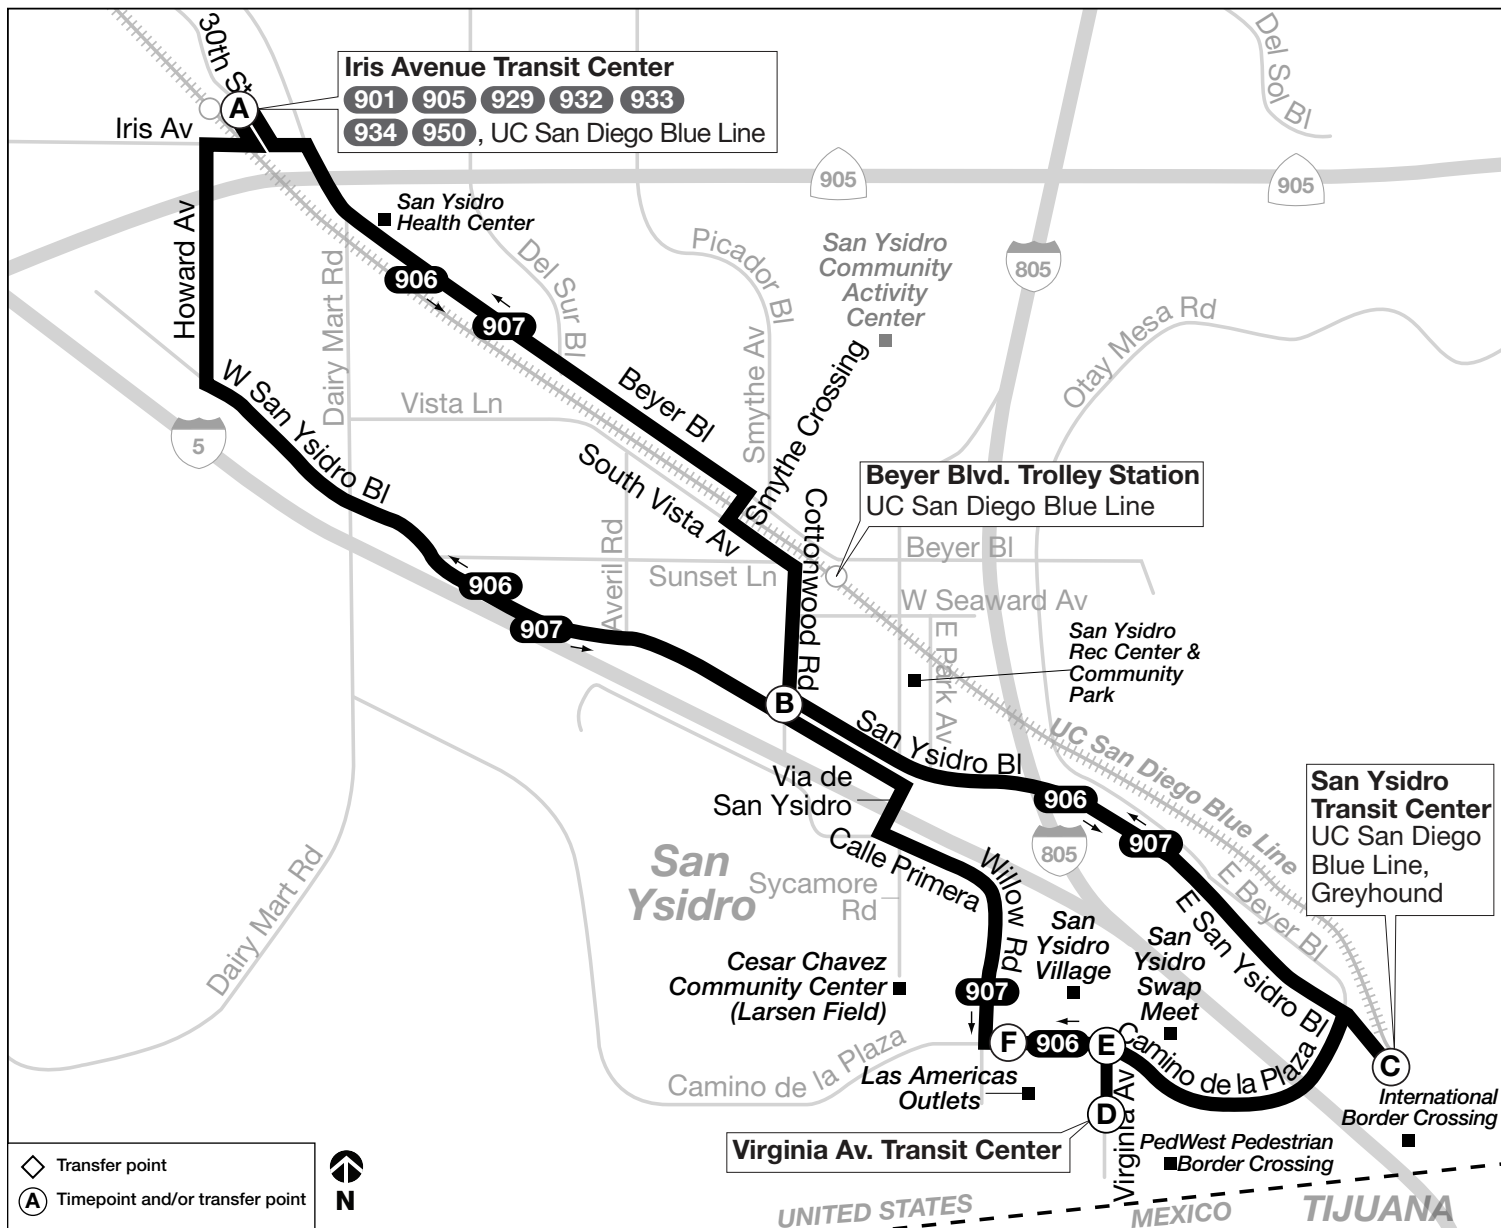 30th St
Iris Avenue Transit Center
901 905 929 932 933
934 950 , UC San Diego Blue Line
A
Iris Av
Del Sol Bl
905
905
San Ysidro
Health Center
Howard Av
Dairy Mart Rd
906
907
Del Sur Bl
Picador Bl
San Ysidro
Community
Activity
Center
805
Otay Mesa Rd
Smythe Av
Smythe Crossing
Beyer Bl
W San Ysidro Bl
Vista Ln
5
South Vista Av
Cottonwood Rd
Beyer Blvd. Trolley Station
UC San Diego Blue Line
Beyer Bl
Sunset Ln
Averil Rd
906
907
W Seaward Av
E Park Av
San Ysidro
Rec Center &
Community
Park
B
San Ysidro Bl
UC San Diego Blue Line
Via de
San Ysidro
906
907
805
San Ysidro
Transit Center
UC San Diego
Blue Line,
Greyhound
Calle Primera
San
Ysidro
Sycamore
Rd
Willow Rd
E Beyer Bl
E San Ysidro Bl
Dairy Mart Rd
San
Ysidro
Village
San
Ysidro
Swap
Meet
Cesar Chavez
Community Center
(Larsen Field)
907
F
906
E
Camino de la Plaza
Camino de la Plaza
C
Las Americas
Outlets
D
Virginia Av
International
Border Crossing
Virginia Av. Transit Center
PedWest Pedestrian
Border Crossing
Transfer point
A Timepoint and/or transfer point
N
UNITED STATES
MEXICO
TIJUANA